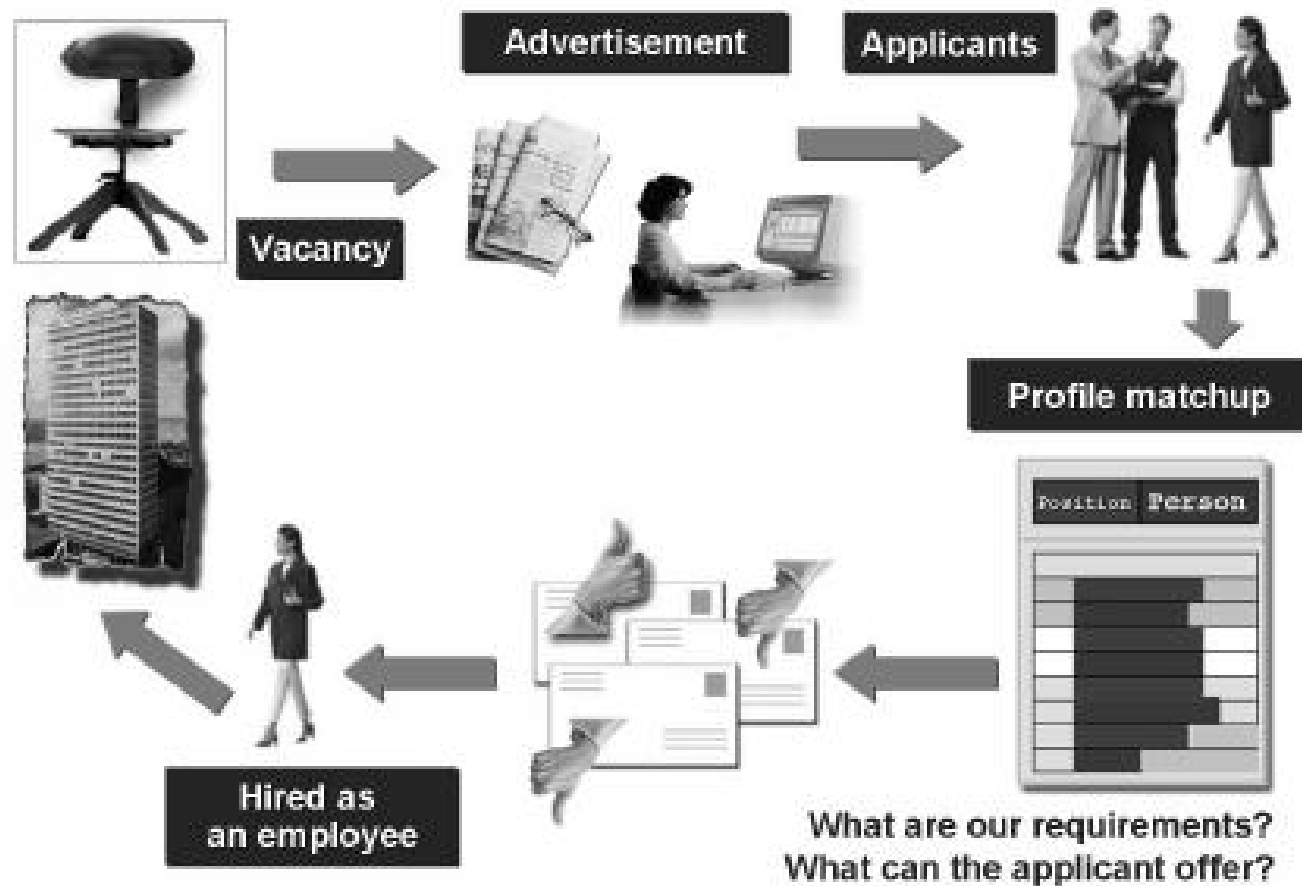 Advertisement
Applicants
Vacancy
Profile matchup
Position Person
Hired as
an employee
What are our requirements?
What can the applicant offer?